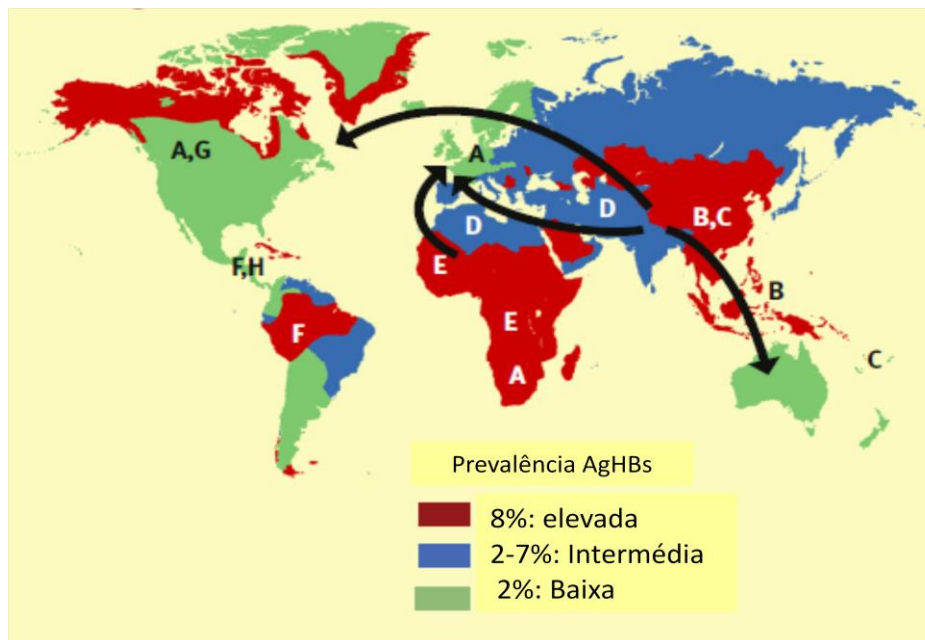 A,G
A
D
D
B,C
F,H
E
B
F
E
C
A
Prevalência AgHBs
8%: elevada
2-7%: Intermédia
2%: Baixa